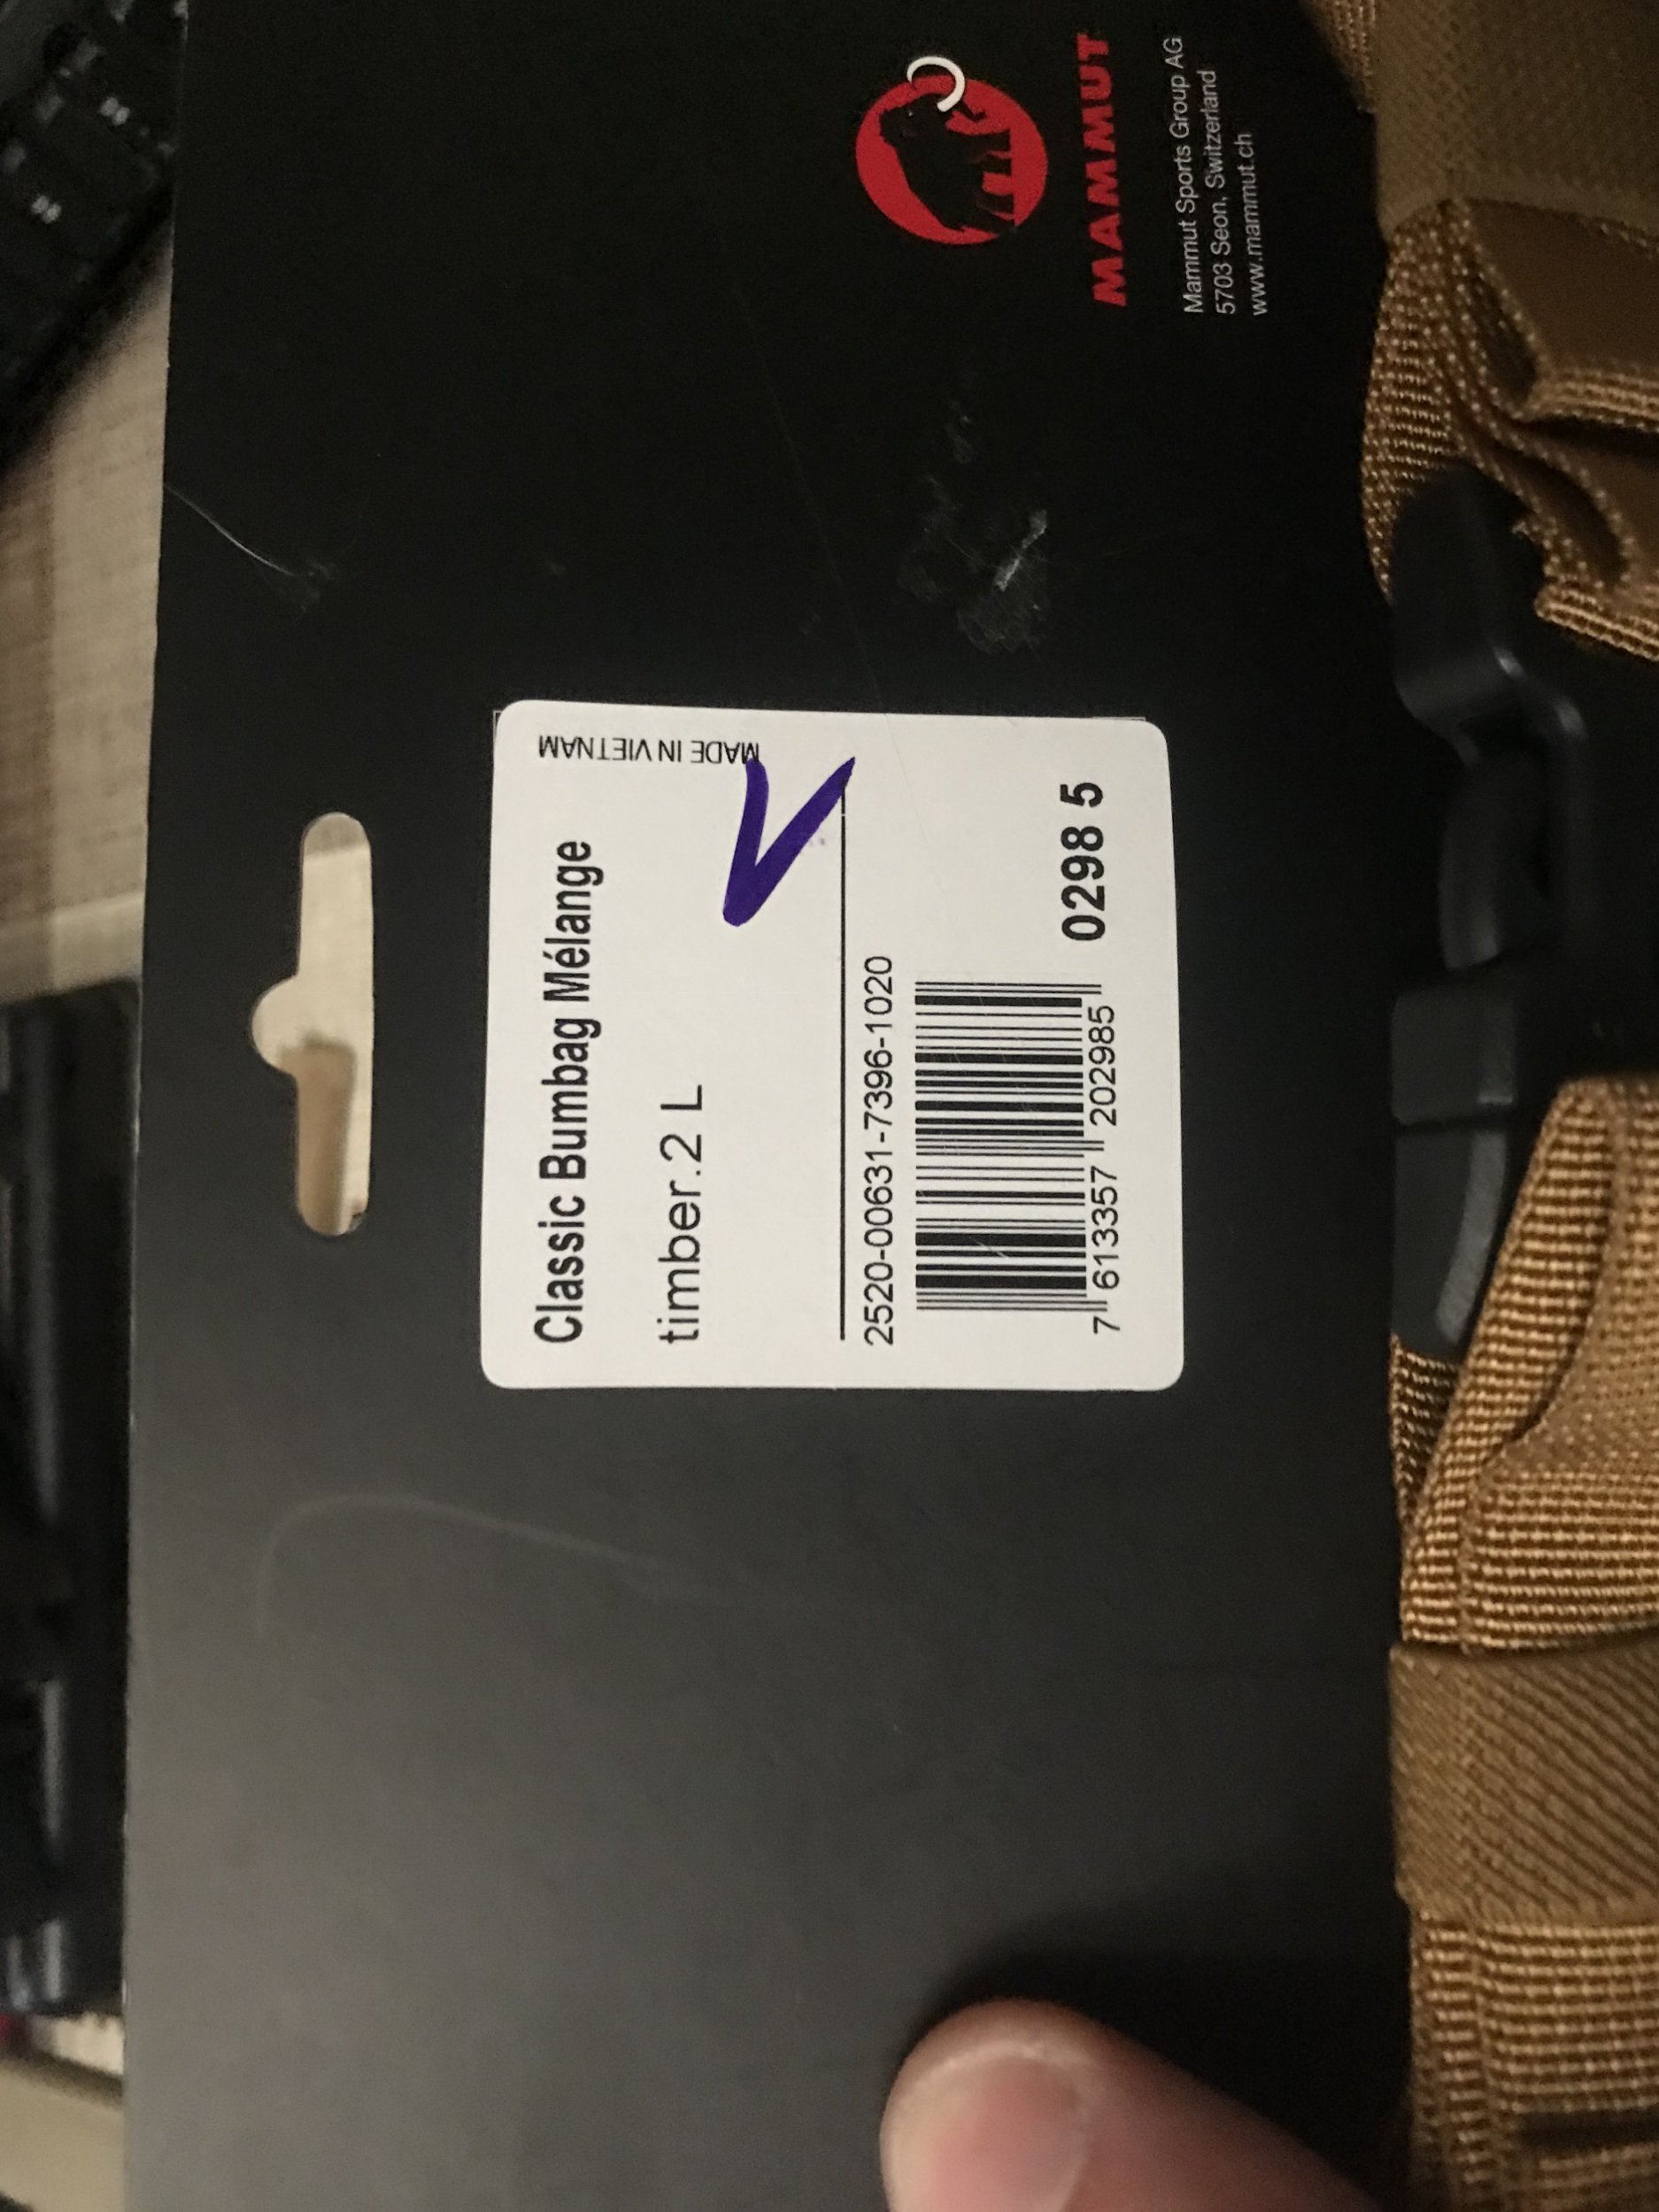 Classic Bumbag Mélange
MADE IN VIETNAM
timber.2 L
2520-00631-7396-1020
7 613357 202985
0298 5
MAMMUT
Mammut Sports Group AG
5703 Seon, Switzerland
www.mammut.ch